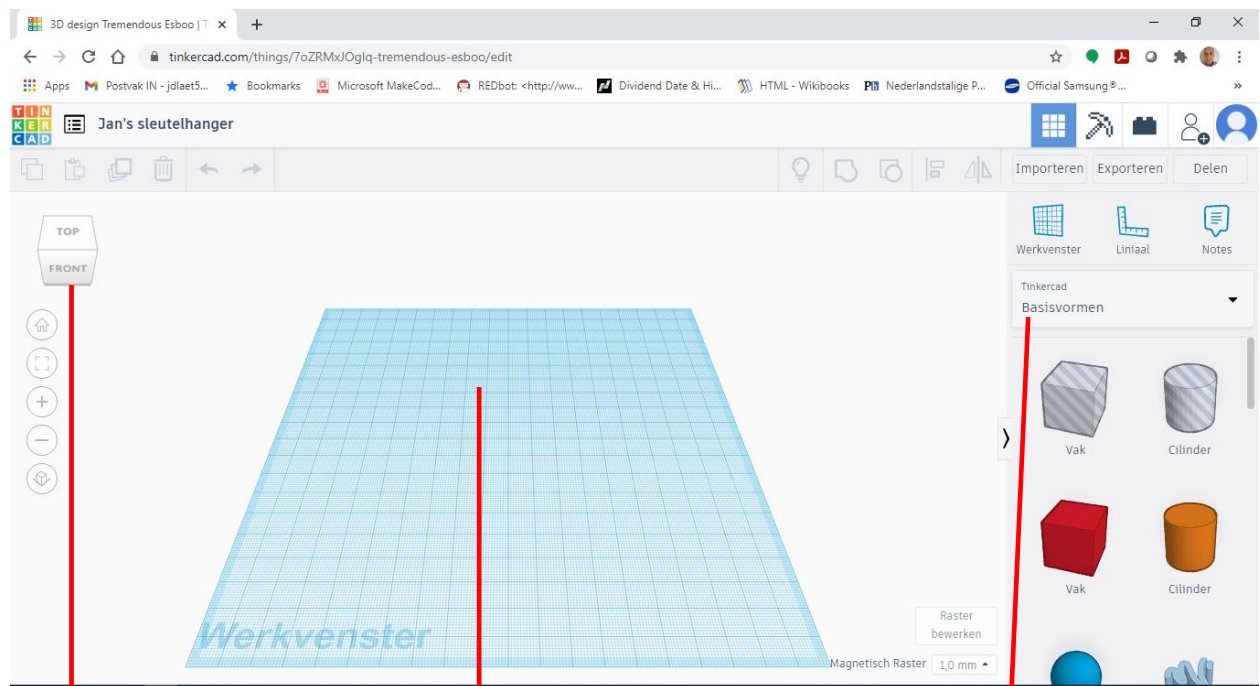 3D design Tremendous Esboo | T
tinkercad.com/things/7oZRMxJOgIq-tremendous-esboo/edit
Apps
Postvak IN - jdlaet5...
Bookmarks
Microsoft MakeCod...
REDbot: <http://ww...
Dividend Date & Hi...
HTML - Wikibooks
Nederlandstalige P...
Official Samsung®...
TIN
KER
CAD
Jan's sleutelhanger
Importeren
Exporteren
Delen
TOP
FRONT
Werkvenster
Liniaal
Notes
Tinkercad
Basisvormen
Vak
Cilinder
Vak
Cilinder
Werkvenster
Raster
bewerken
Magnetisch Raster 1,0 mm